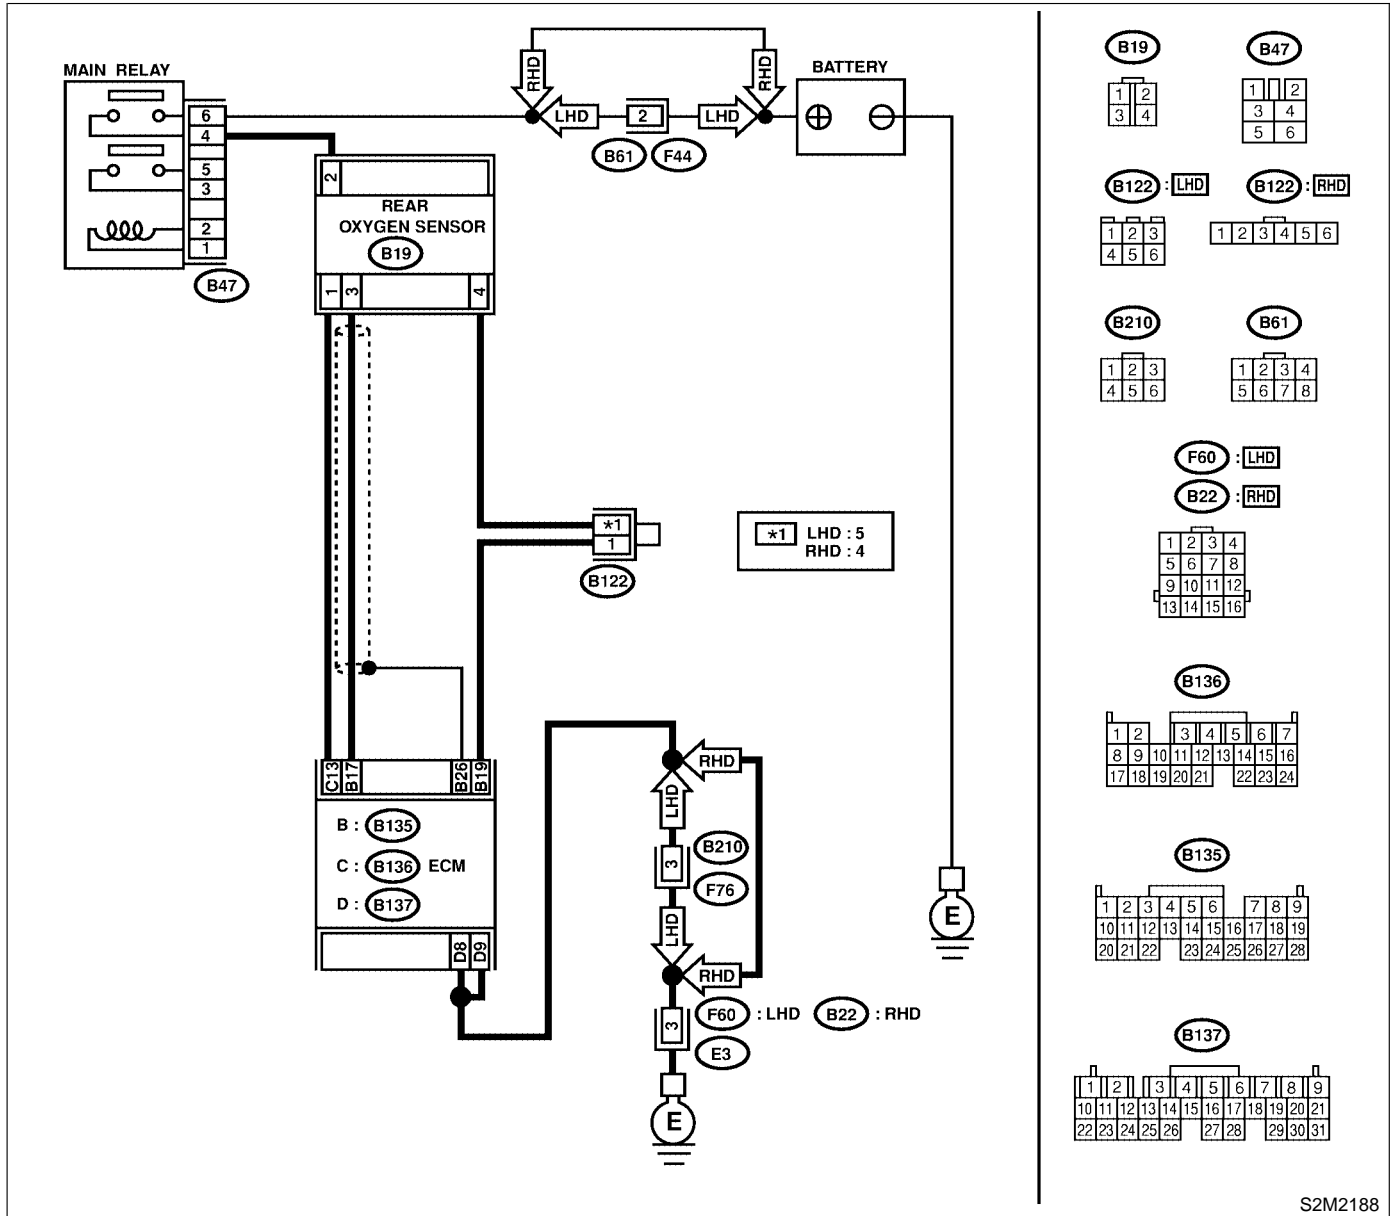 MAIN RELAY
6
4
5
3
2
1
B47
RHD
RHD
LHD
2
LHD
B61
F44
BATTERY
2
REAR
OXYGEN SENSOR
B19
1
3
4
*1
1
B122
*1 LHD : 5
RHD : 4
C13
B17
B26
B19
B : B135
C : B136 ECM
D : B137
D8
D9
RHD
LHD
3
B210
F76
LHD
RHD
3
F60 : LHD B22 : RHD
E3
E
E
B19
1 2
3 4
B47
1 2
3 4
5 6
B122 : LHD
1 2 3
4 5 6
B122 : RHD
1 2 3 4 5 6
B210
1 2 3
4 5 6
B61
1 2 3 4
5 6 7 8
F60 : LHD
B22 : RHD
1 2 3 4
5 6 7 8
9 10 11 12
13 14 15 16
B136
1 2 3 4 5 6 7
8 9 10 11 12 13 14 15 16
17 18 19 20 21 22 23 24
B135
1 2 3 4 5 6 7 8 9
10 11 12 13 14 15 16 17 18 19
20 21 22 23 24 25 26 27 28
B137
1 2 3 4 5 6 7 8 9
10 11 12 13 14 15 16 17 18 19 20 21
22 23 24 25 26 27 28 29 30 31
S2M2188